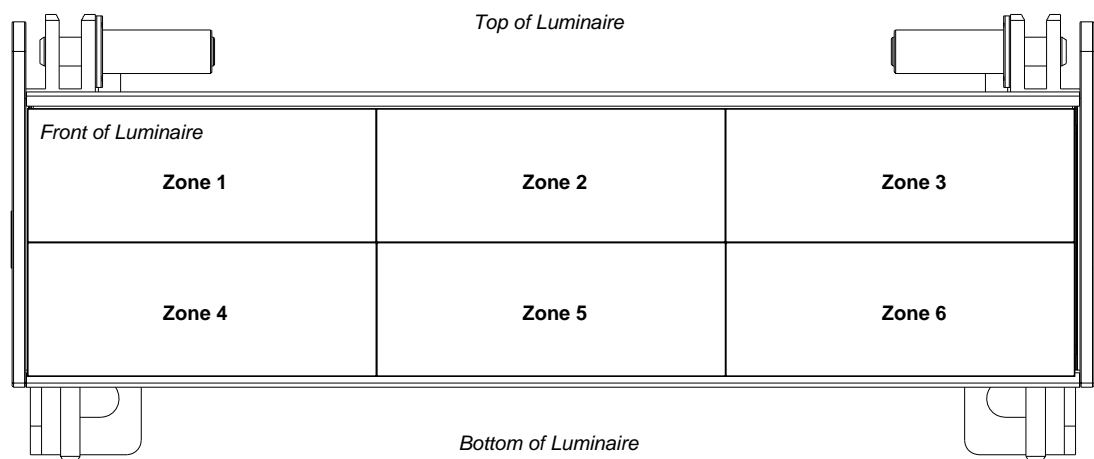 Top of Luminaire
Front of Luminaire
Zone 1 Zone 2 Zone 3
Zone 4 Zone 5 Zone 6
Bottom of Luminaire